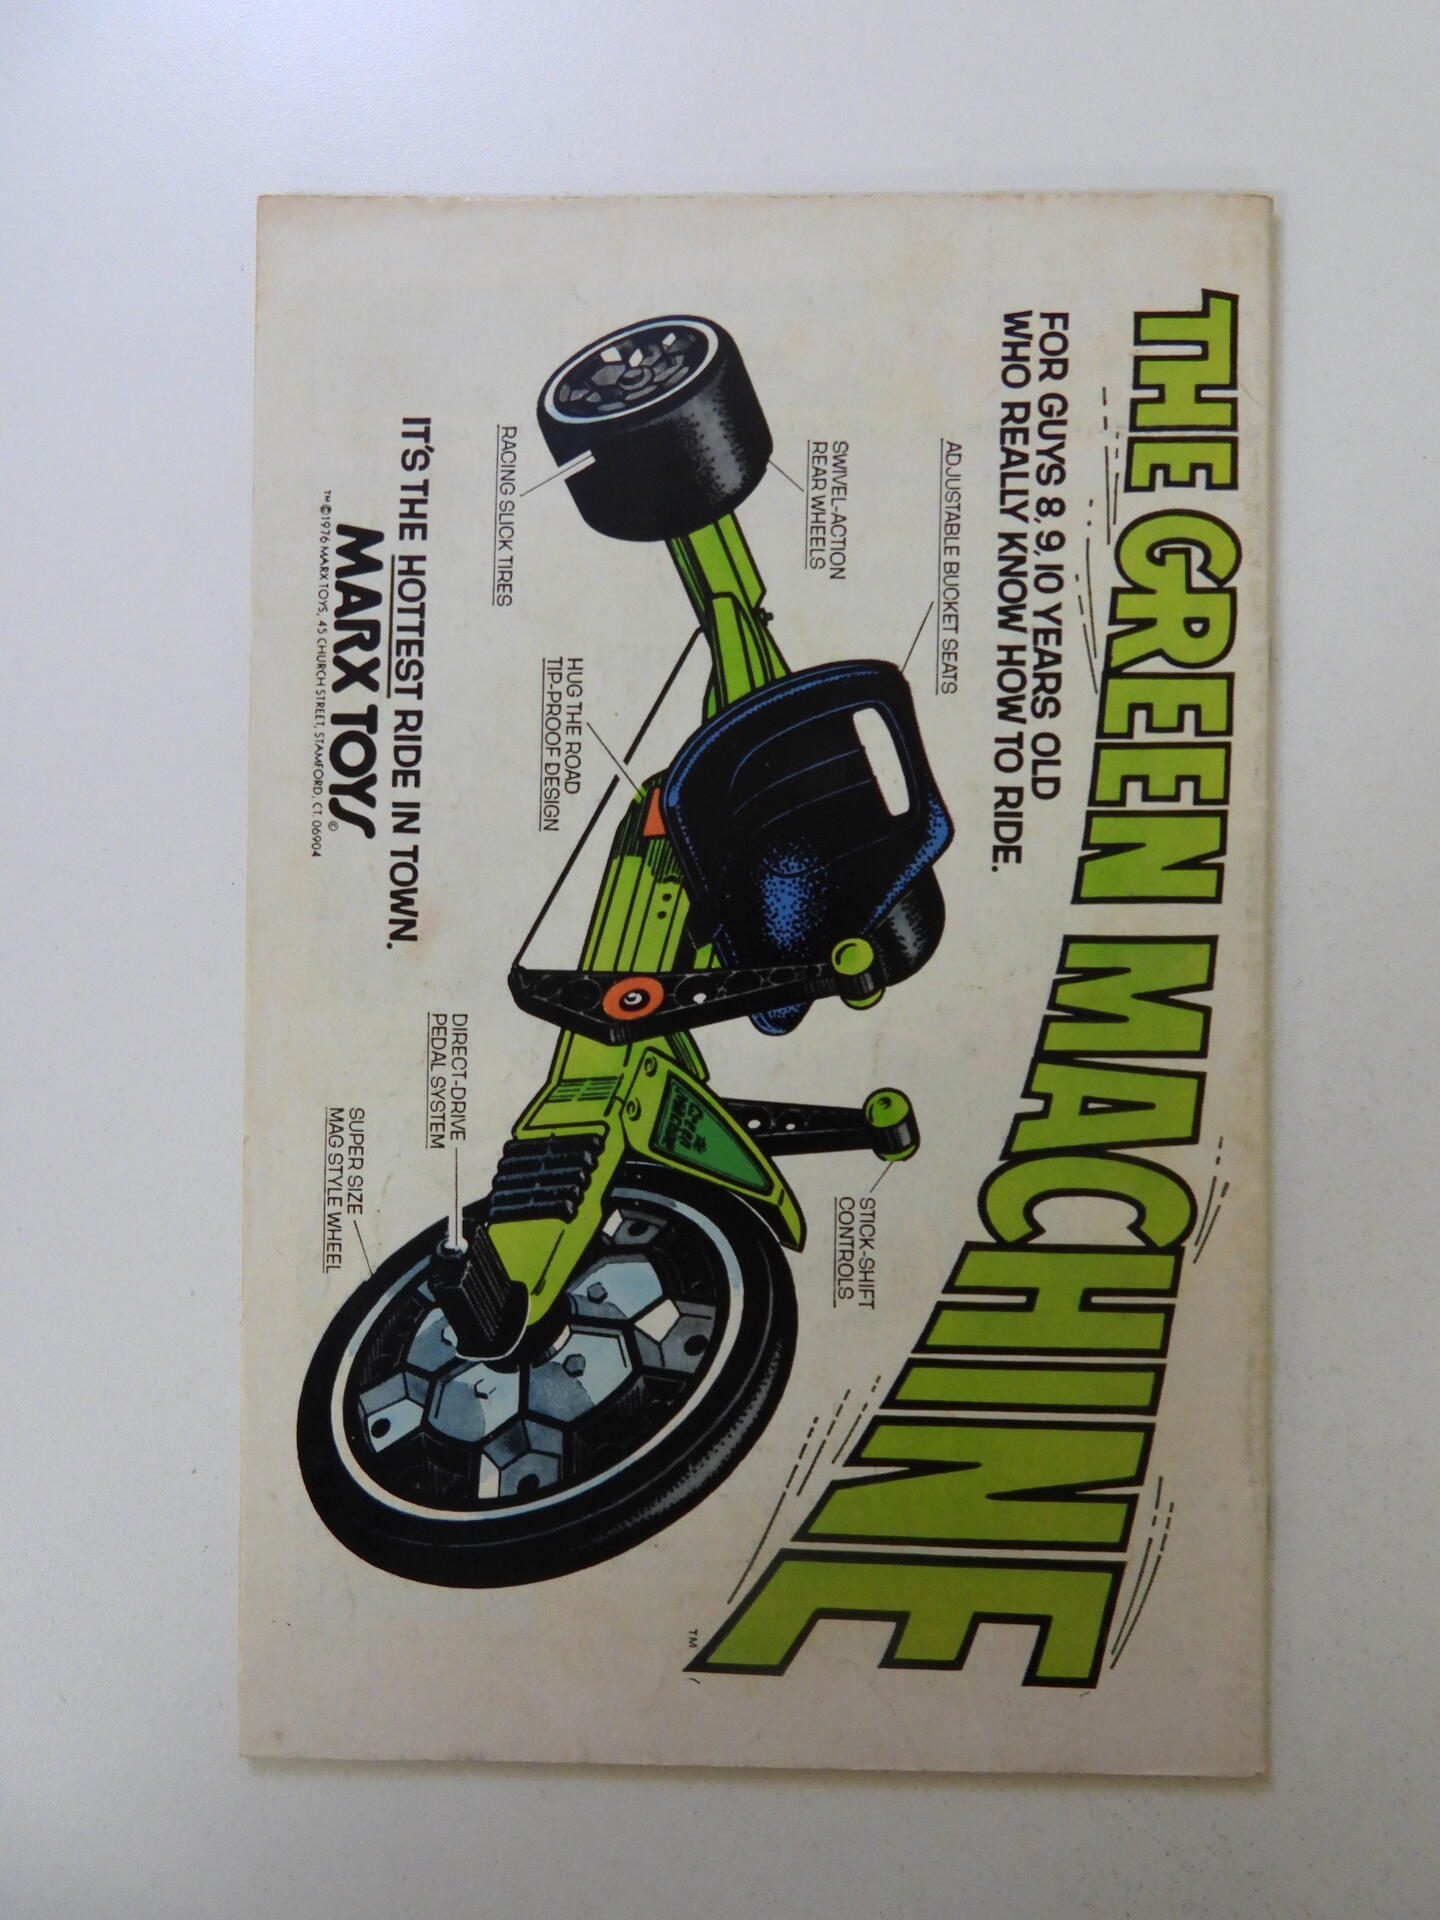 THE GREEN MACHINE
TM
FOR GUYS 8, 9, 10 YEARS OLD
WHO REALLY KNOW HOW TO RIDE.
ADJUSTABLE BUCKET SEATS
SWIVEL-ACTION
REAR WHEELS
STICK-SHIFT
CONTROLS
Green
Machine
HUG THE ROAD
TIP-PROOF DESIGN
RACING SLICK TIRES
DIRECT-DRIVE
PEDAL SYSTEM
SUPER SIZE
MAG STYLE WHEEL
IT'S THE HOTTEST RIDE IN TOWN.
MARX TOYS©
™©1976 MARX TOYS, 45 CHURCH STREET, STAMFORD, CT. 06904